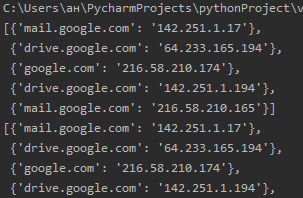 C:\Users\ан\PycharmProjects\pythonProject\v
[{'mail.google.com': '142.251.1.17'},
{'drive.google.com': '64.233.165.194'},
{'google.com': '216.58.210.174'},
{'drive.google.com': '142.251.1.194'},
{'mail.google.com': '216.58.210.165'}]
[{'mail.google.com': '142.251.1.17'},
{'drive.google.com': '64.233.165.194'},
{'google.com': '216.58.210.174'},
{'drive.google.com': '142.251.1.194'},